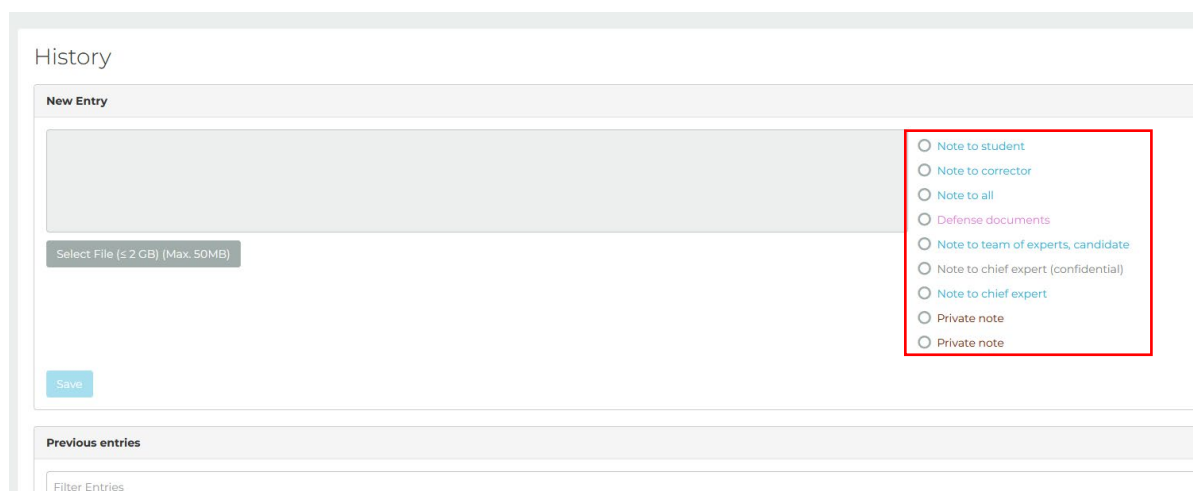 History
New Entry
Note to student
Note to corrector
Note to all
Defense documents
Note to team of experts, candidate
Note to chief expert (confidential)
Note to chief expert
Private note
Private note
Select File (≤ 2 GB) (Max. 50MB)
Save
Previous entries
Filter Entries